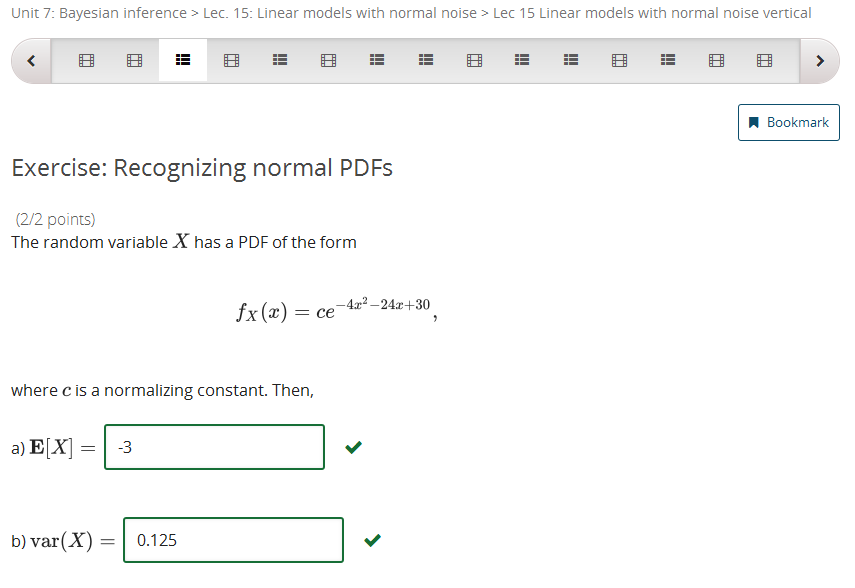 Unit 7: Bayesian inference > Lec. 15: Linear models with normal noise > Lec 15 Linear models with normal noise vertical
Bookmark
Exercise: Recognizing normal PDFs
(2/2 points)
The random variable X has a PDF of the form
f_X(x) = ce^{-4x^2-24x+30},
where c is a normalizing constant. Then,
a) E[X] = -3
b) var(X) = 0.125